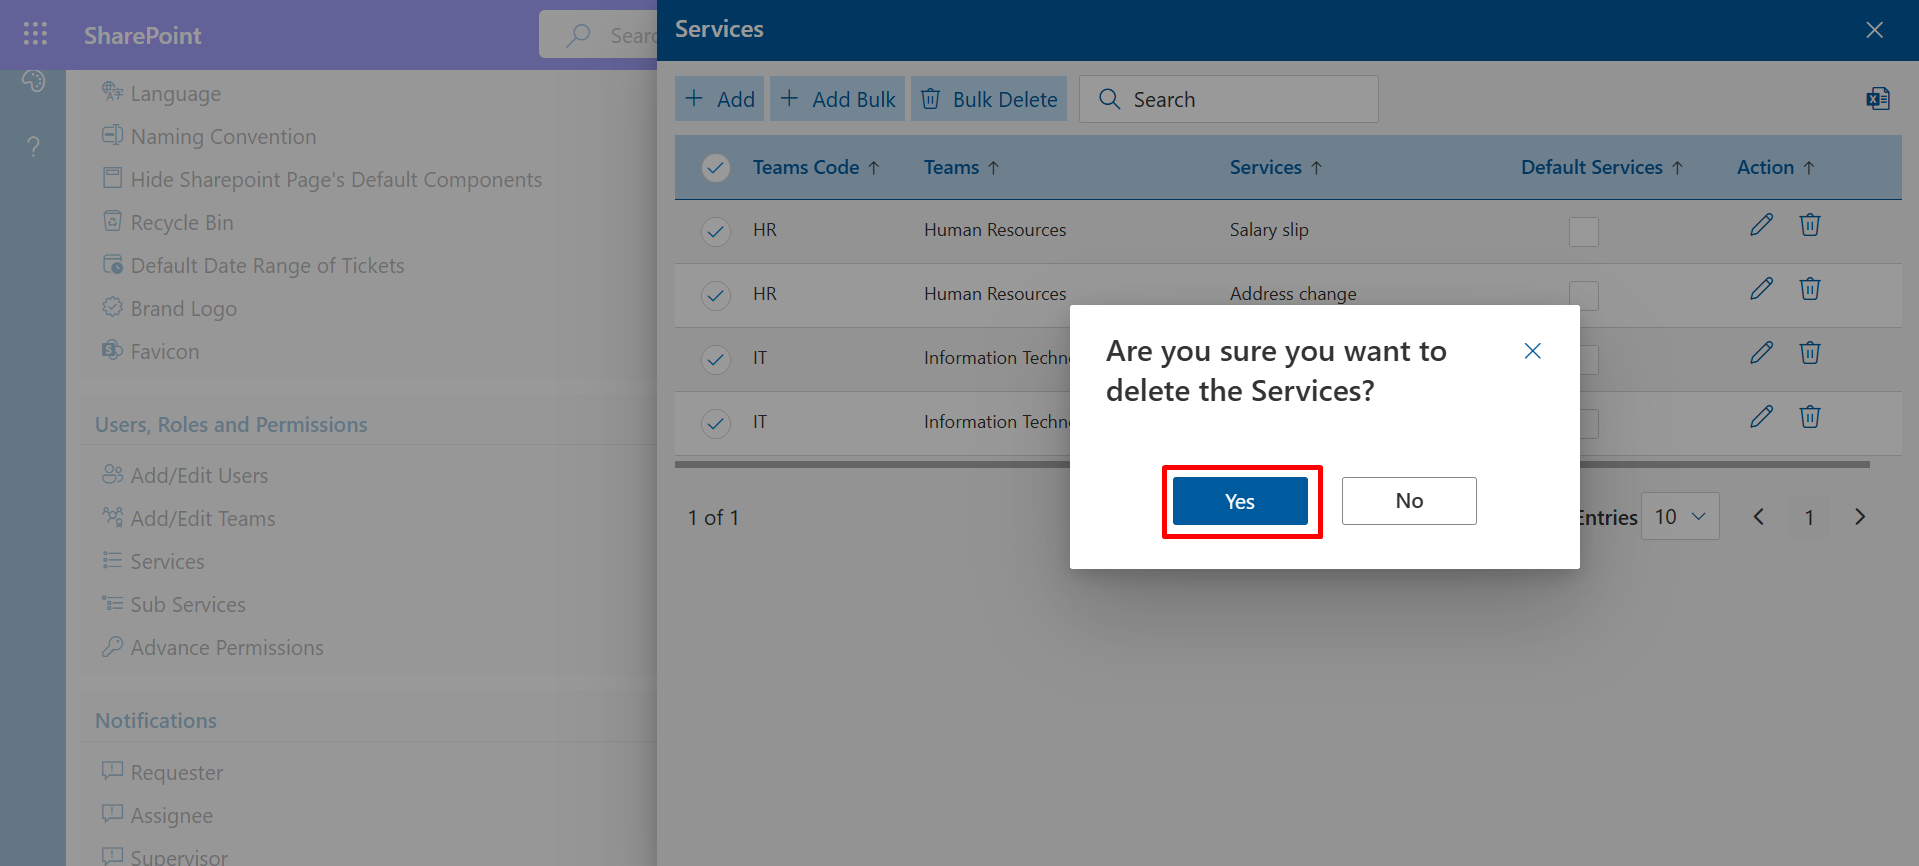 SharePoint
Sear
Services
Language
Naming Convention
Hide Sharepoint Page's Default Components
Recycle Bin
Default Date Range of Tickets
Brand Logo
Favicon
Users, Roles and Permissions
Add/Edit Users
Add/Edit Teams
Services
Sub Services
Advance Permissions
Notifications
Requester
Assignee
Supervisor
Add
Add Bulk
Bulk Delete
Search
Teams Code Teams Services Default Services Action
HR Human Resources Salary slip
HR Human Resources Address change
IT Information Techn
IT Information Techn
1 of 1
Entries 10
1
Are you sure you want to
delete the Services?
Yes
No